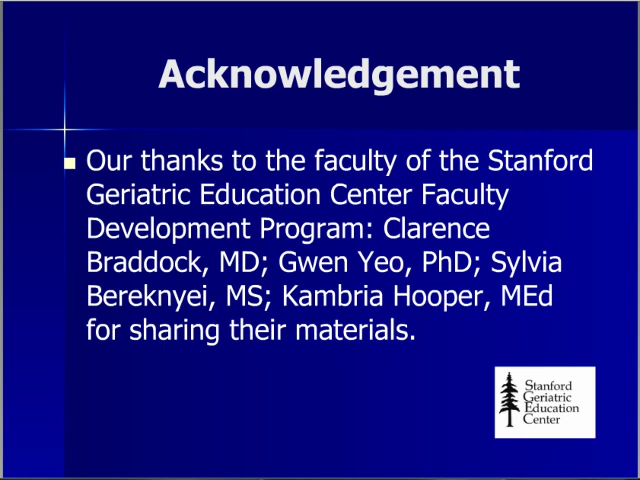 Acknowledgement
Our thanks to the faculty of the Stanford
Geriatric Education Center Faculty
Development Program: Clarence
Braddock, MD; Gwen Yeo, PhD; Sylvia
Bereknyei, MS; Kambria Hooper, MEd
for sharing their materials.
Stanford
Geriatric
Education
Center